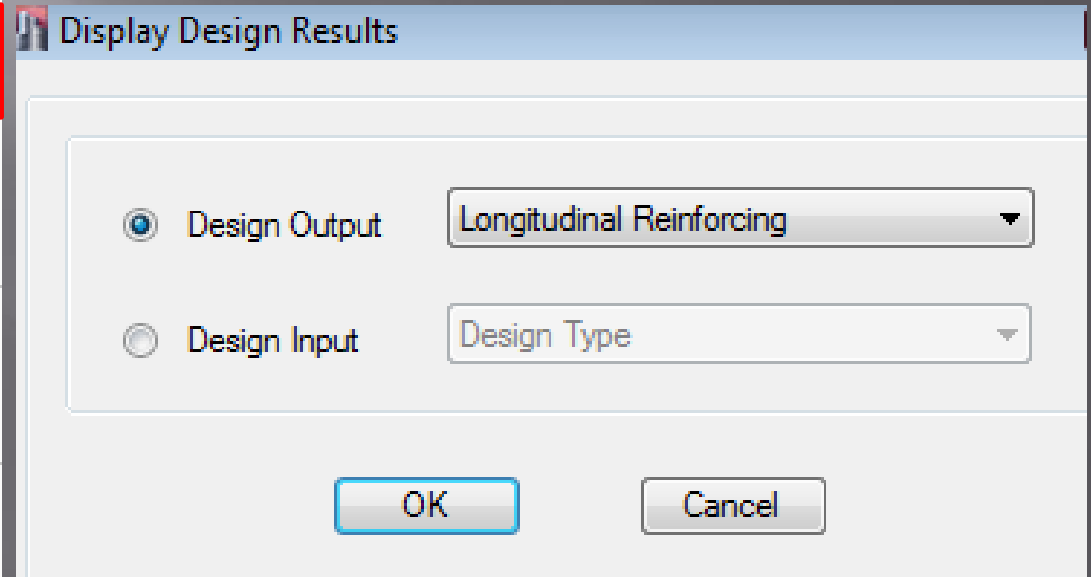 Display Design Results
Design Output Longitudinal Reinforcing
Design Input Design Type
OK Cancel